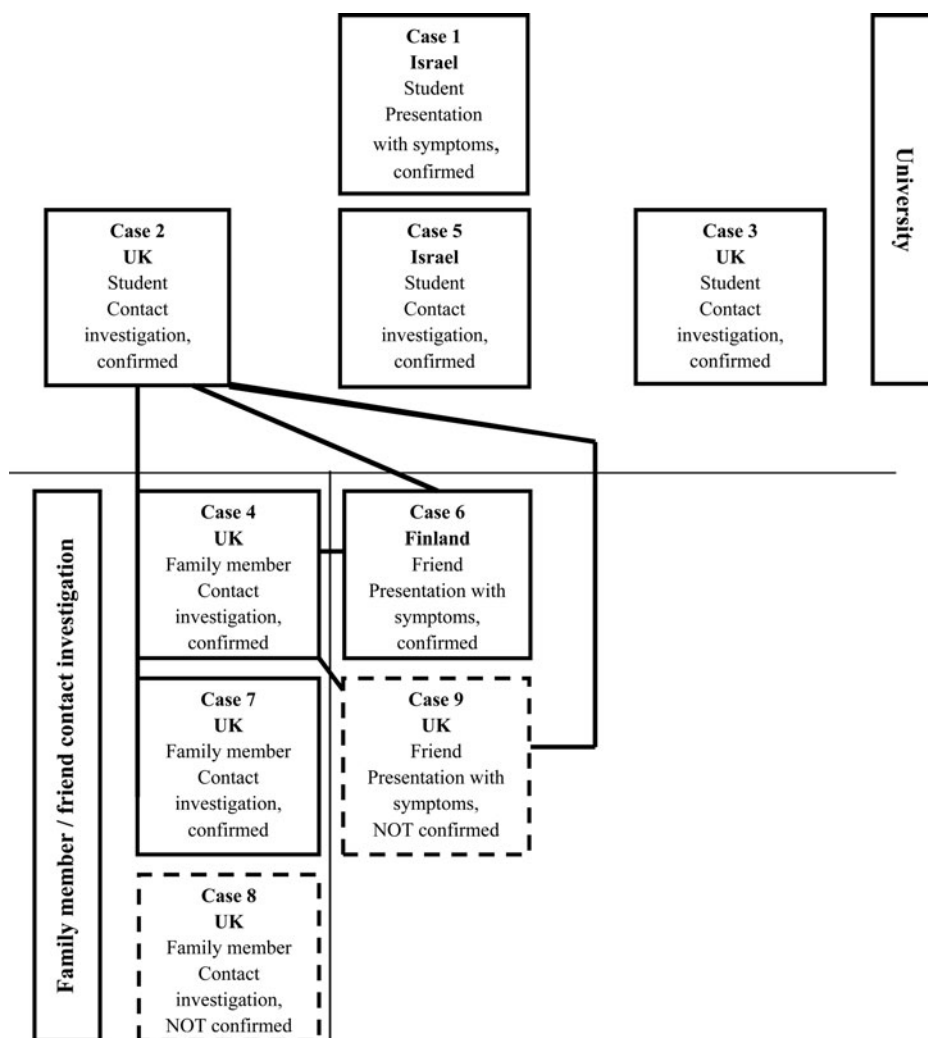 Case 1
Israel
Student
Presentation
with symptoms,
confirmed
University
Case 2
UK
Student
Contact
investigation,
confirmed
Case 5
Israel
Student
Contact
investigation,
confirmed
Case 3
UK
Student
Contact
investigation,
confirmed
Family member / friend contact investigation
Case 4
UK
Family member
Contact
investigation,
confirmed
Case 6
Finland
Friend
Presentation with
symptoms,
confirmed
Case 7
UK
Family member
Contact
investigation,
confirmed
Case 9
UK
Friend
Presentation with
symptoms,
NOT confirmed
Case 8
UK
Family member
Contact
investigation,
NOT confirmed